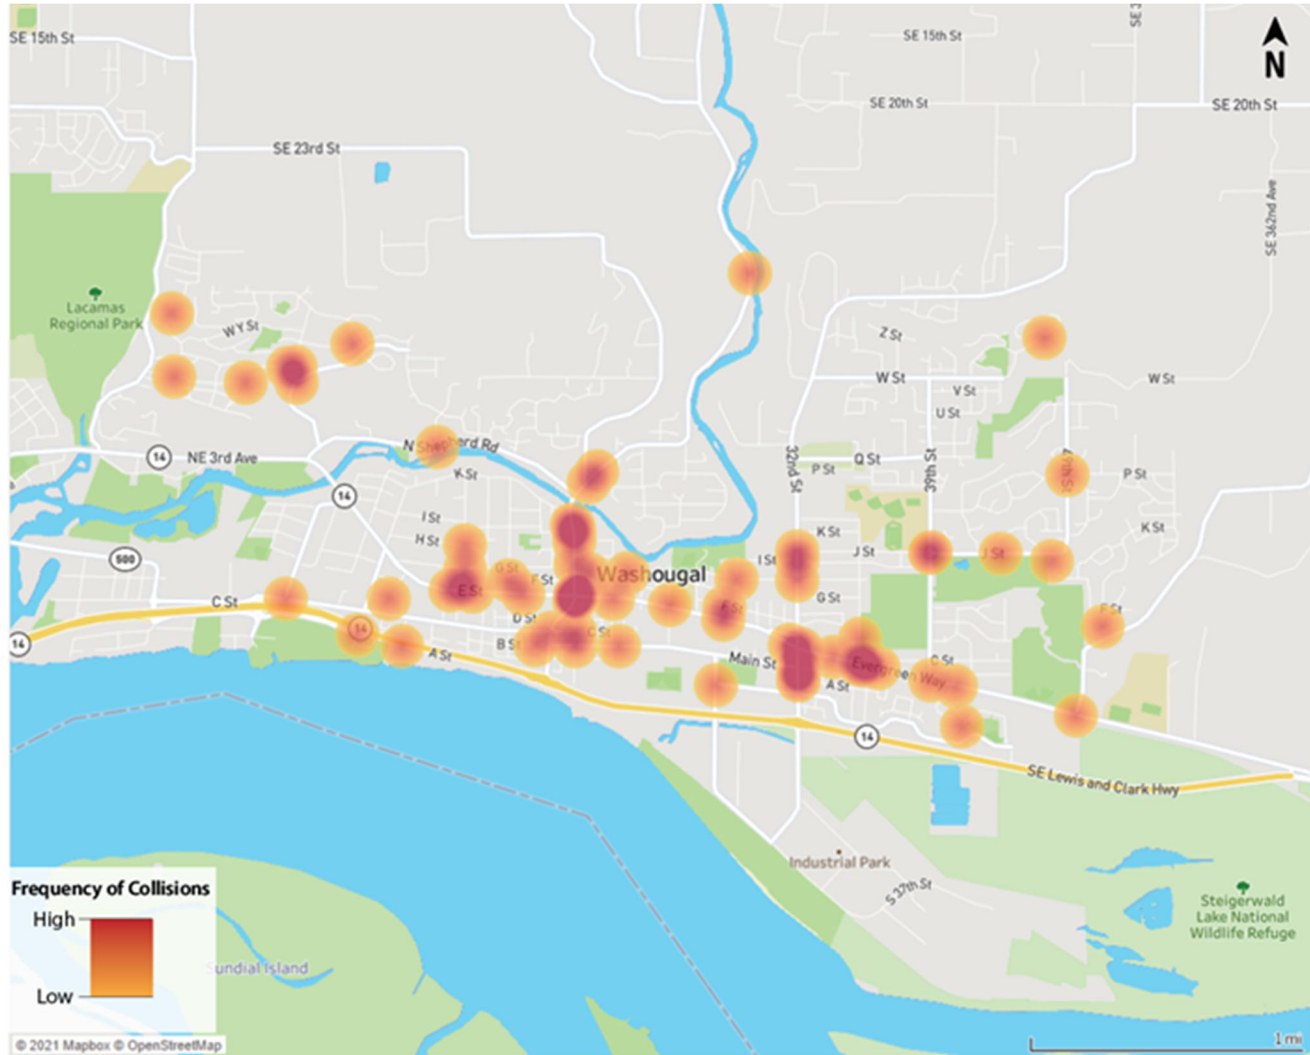 SE 15th St
SE 15th St
N
SE 20th St
SE 20th St
SE 23rd St
SE 362nd Ave
Lacamas
Regional Park
W Y St
Z St
W St
W St
V St
U St
N Shepherd Rd
14
NE 3rd Ave
K St
32nd St
Q St
P St
39th St
49th St
P St
14
I St
H St
K St
K St
500
G St
F St
Washougal
I St
J St
J St
E St
G St
C St
F St
F St
14
14
D St
C St
B St
A St
Main St
Evergreen Way
C St
A St
14
SE Lewis and Clark Hwy
Industrial Park
S 37th St
Frequency of Collisions
High
Low
Sundial Island
Steigerwald
Lake National
Wildlife Refuge
© 2021 Mapbox © OpenStreetMap
1 mi